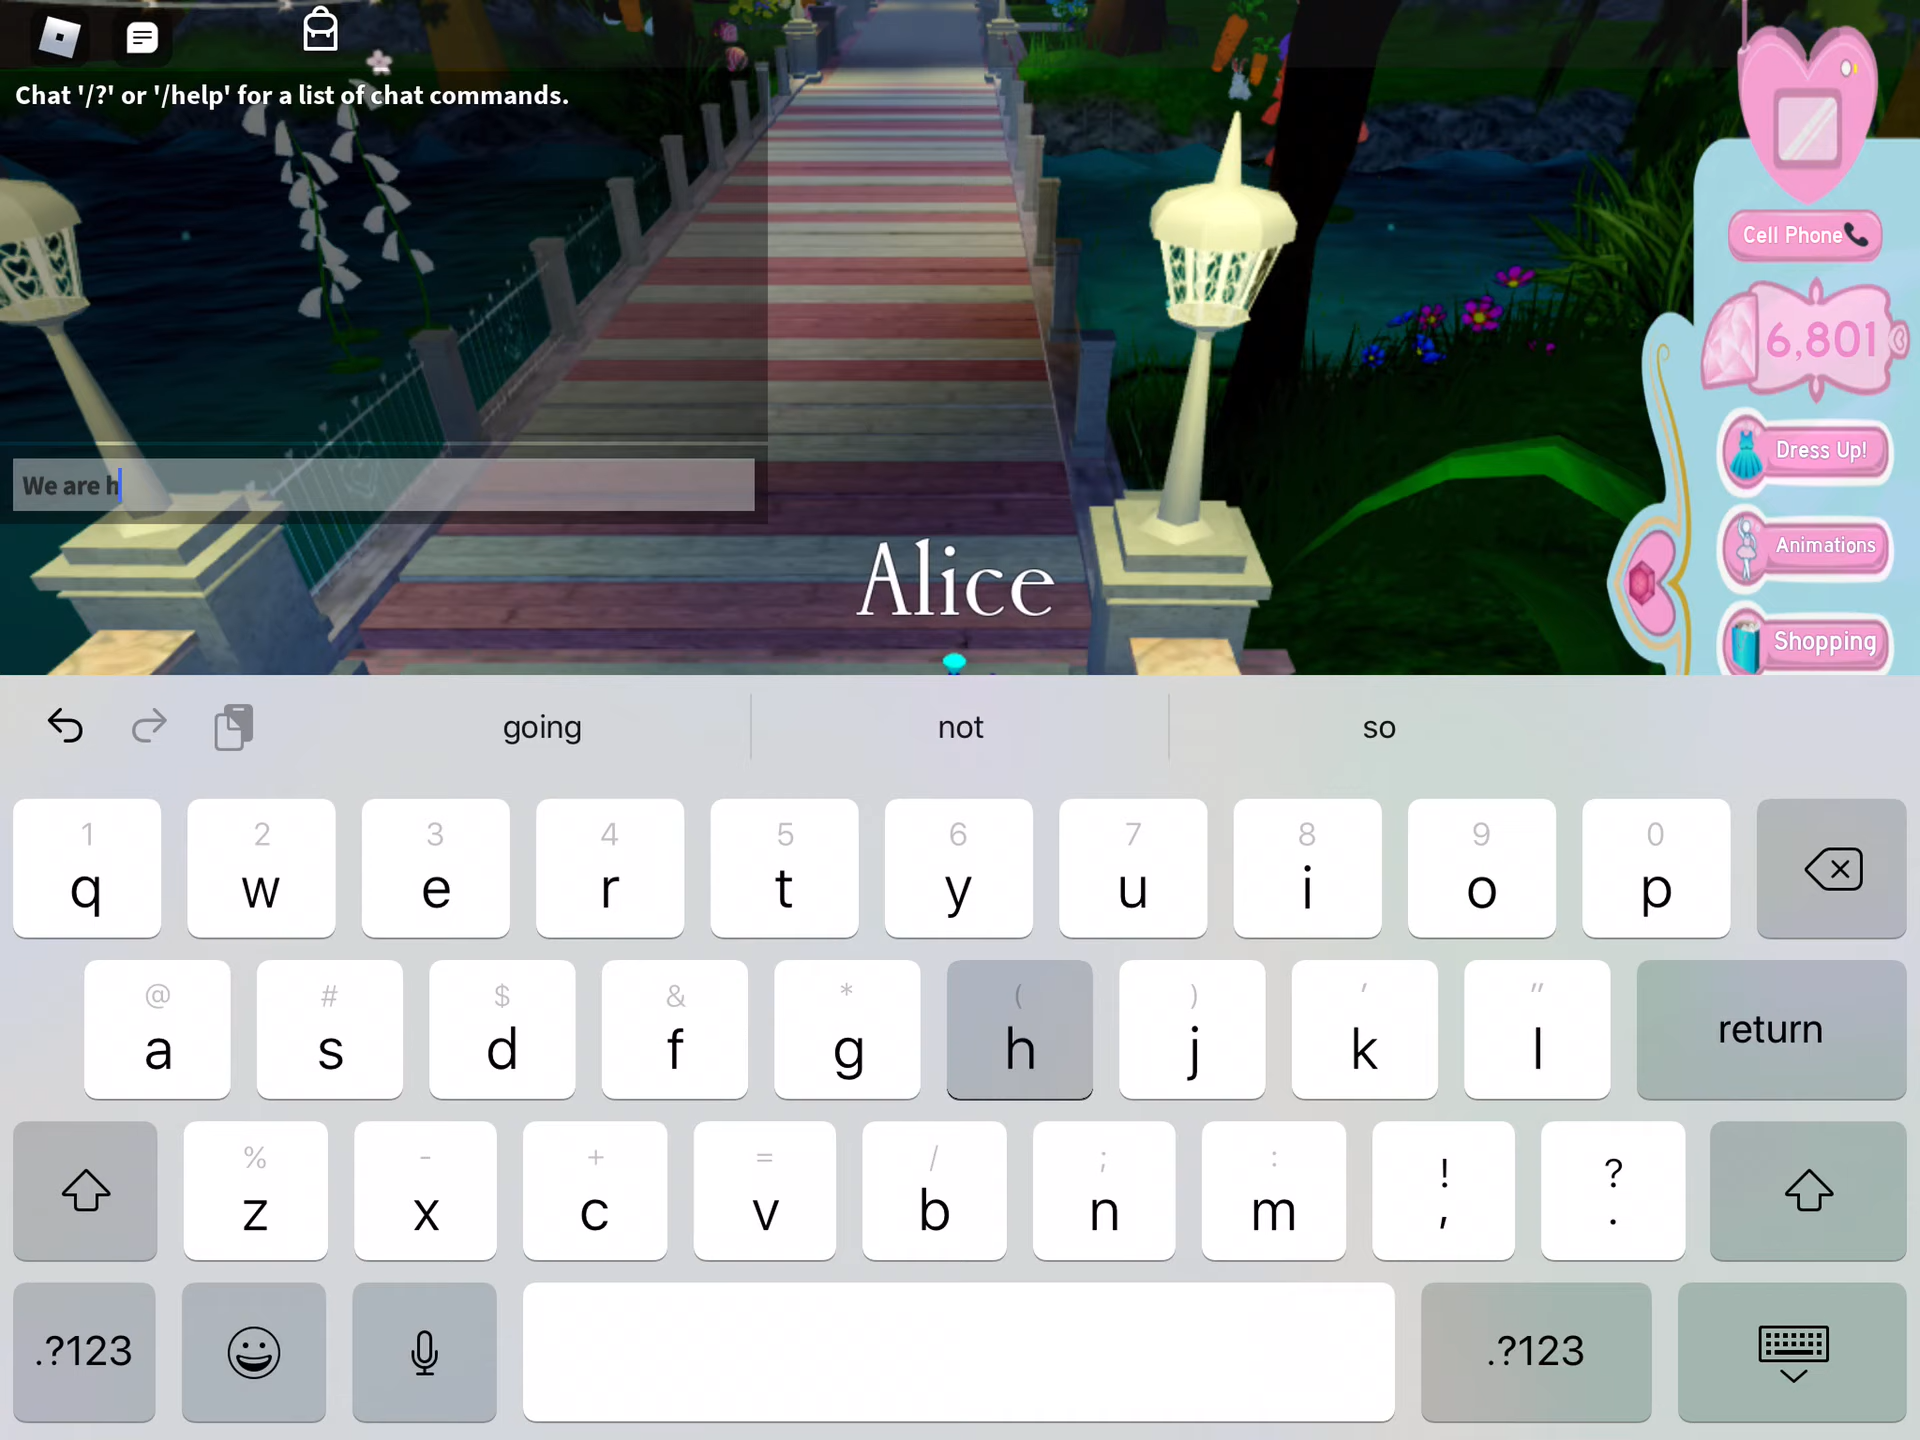 Chat '/?' or '/help' for a list of chat commands.
Cell Phone
6,801
Dress Up!
We are h
Animations
Alice
Shopping
going not so
1 2 3 4 5 6 7 8 9 0
q w e r t y u i o p
@ # $ & * ( ) ' "
a s d f g h j k l return
% - + = / ; : ! ?
z x c v b n m , .
.?123 .?123